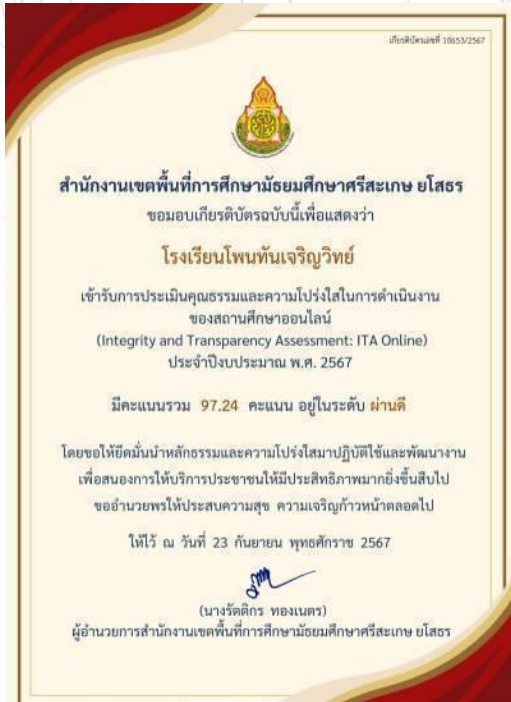 เกียรติบัตรเลขที่ 10653/2567
สำนักงานเขตพื้นที่การศึกษามัธยมศึกษาศรีสะเกษ ยโสธร
ขอมอบเกียรติบัตรฉบับนี้เพื่อแสดงว่า
โรงเรียนโพนทันเจริญวิทย์
เข้ารับการประเมินคุณธรรมและความโปร่งใสในการดำเนินงาน
ของสถานศึกษาออนไลน์
(Integrity and Transparency Assessment: ITA Online)
ประจำปีงบประมาณ พ.ศ. 2567
มีคะแนนรวม 97.24 คะแนน อยู่ในระดับ ผ่านดี
โดยขอให้ยึดมั่นนำหลักธรรมและความโปร่งใสมาปฏิบัติใช้และพัฒนางาน
เพื่อสนองการให้บริการประชาชนให้มีประสิทธิภาพมากยิ่งขึ้นสืบไป
ขออำนวยพรให้ประสบความสุข ความเจริญก้าวหน้าตลอดไป
ให้ไว้ ณ วันที่ 23 กันยายน พุทธศักราช 2567
(นางรัตติกร ทองเนตร)
ผู้อำนวยการสำนักงานเขตพื้นที่การศึกษามัธยมศึกษาศรีสะเกษ ยโสธร